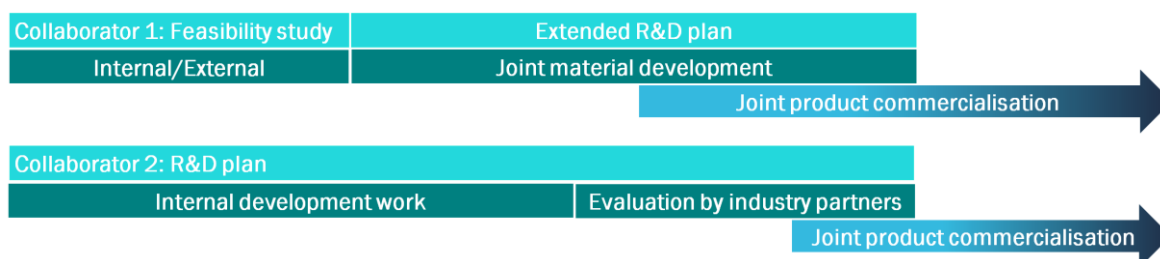 Collaborator 1: Feasibility study
Extended R&D plan
Internal/External
Joint material development
Joint product commercialisation
Collaborator 2: R&D plan
Internal development work
Evaluation by industry partners
Joint product commercialisation